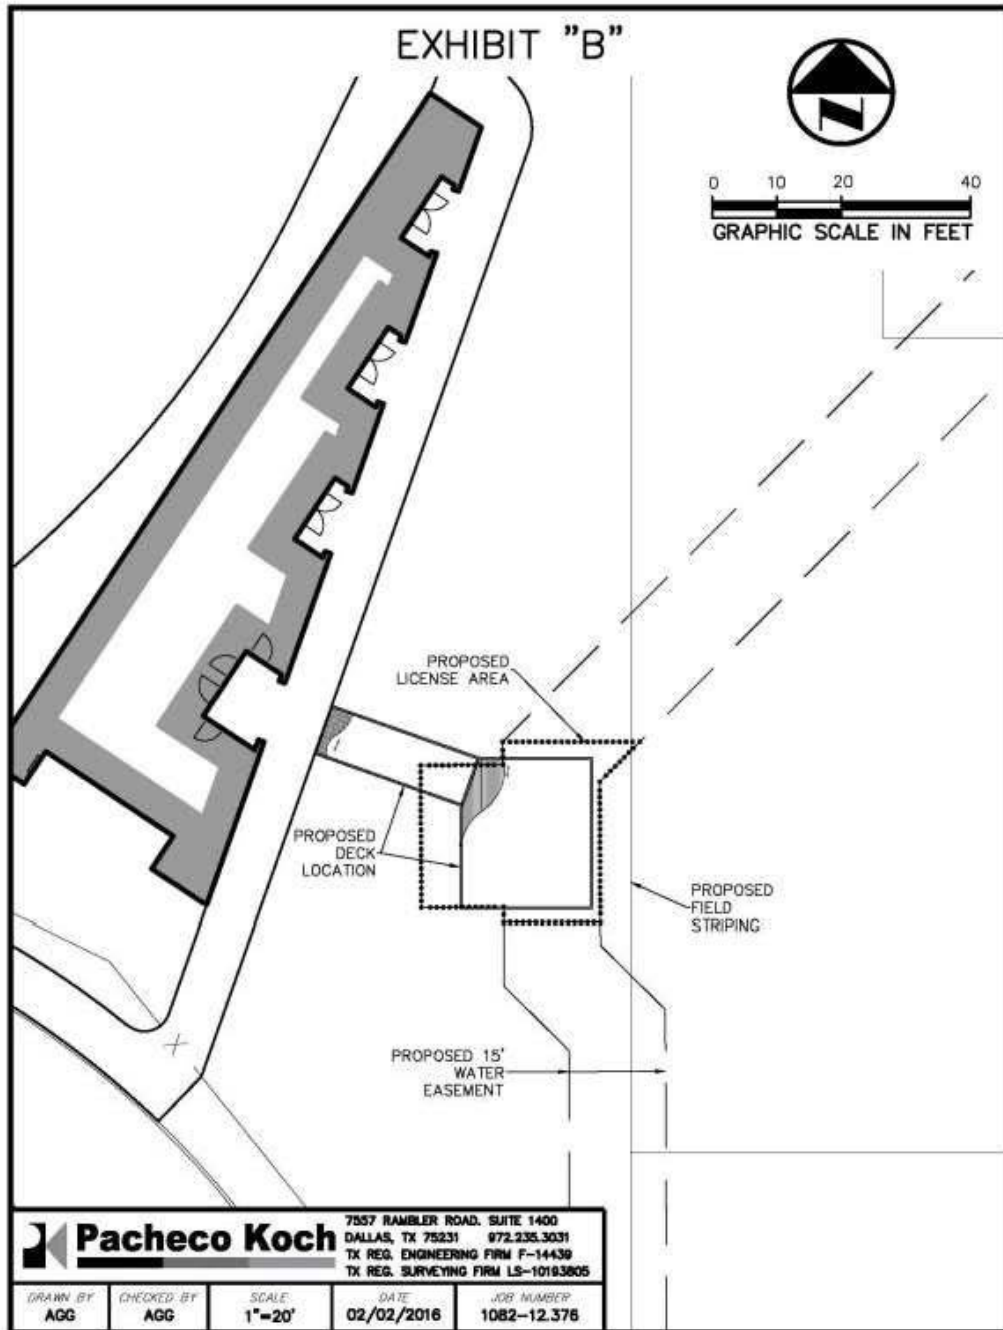 EXHIBIT "B"
0 10 20 40
GRAPHIC SCALE IN FEET
PROPOSED
LICENSE AREA
PROPOSED
DECK
LOCATION
PROPOSED
FIELD
STRIPING
PROPOSED 15'
WATER
EASEMENT
Pacheco Koch
7557 RAMBLER ROAD. SUITE 1400
DALLAS, TX 75231 972.235.3031
TX REG. ENGINEERING FIRM F-14439
TX REG. SURVEYING FIRM LS-10193805
DRAWN BY
AGG
CHECKED BY
AGG
SCALE
1"=20'
DATE
02/02/2016
JOB NUMBER
1082-12.376